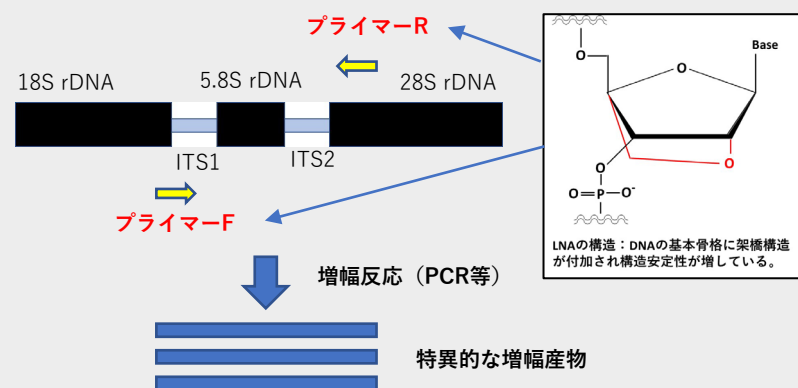 プライマーR
18S rDNA
5.8S rDNA
28S rDNA
ITS1
ITS2
プライマーF
増幅反応（PCR等）
特異的な増幅産物
Base
O
O
O
O
O=P-O-
LNAの構造：DNAの基本骨格に架橋構造
が付加され構造安定性が増している。